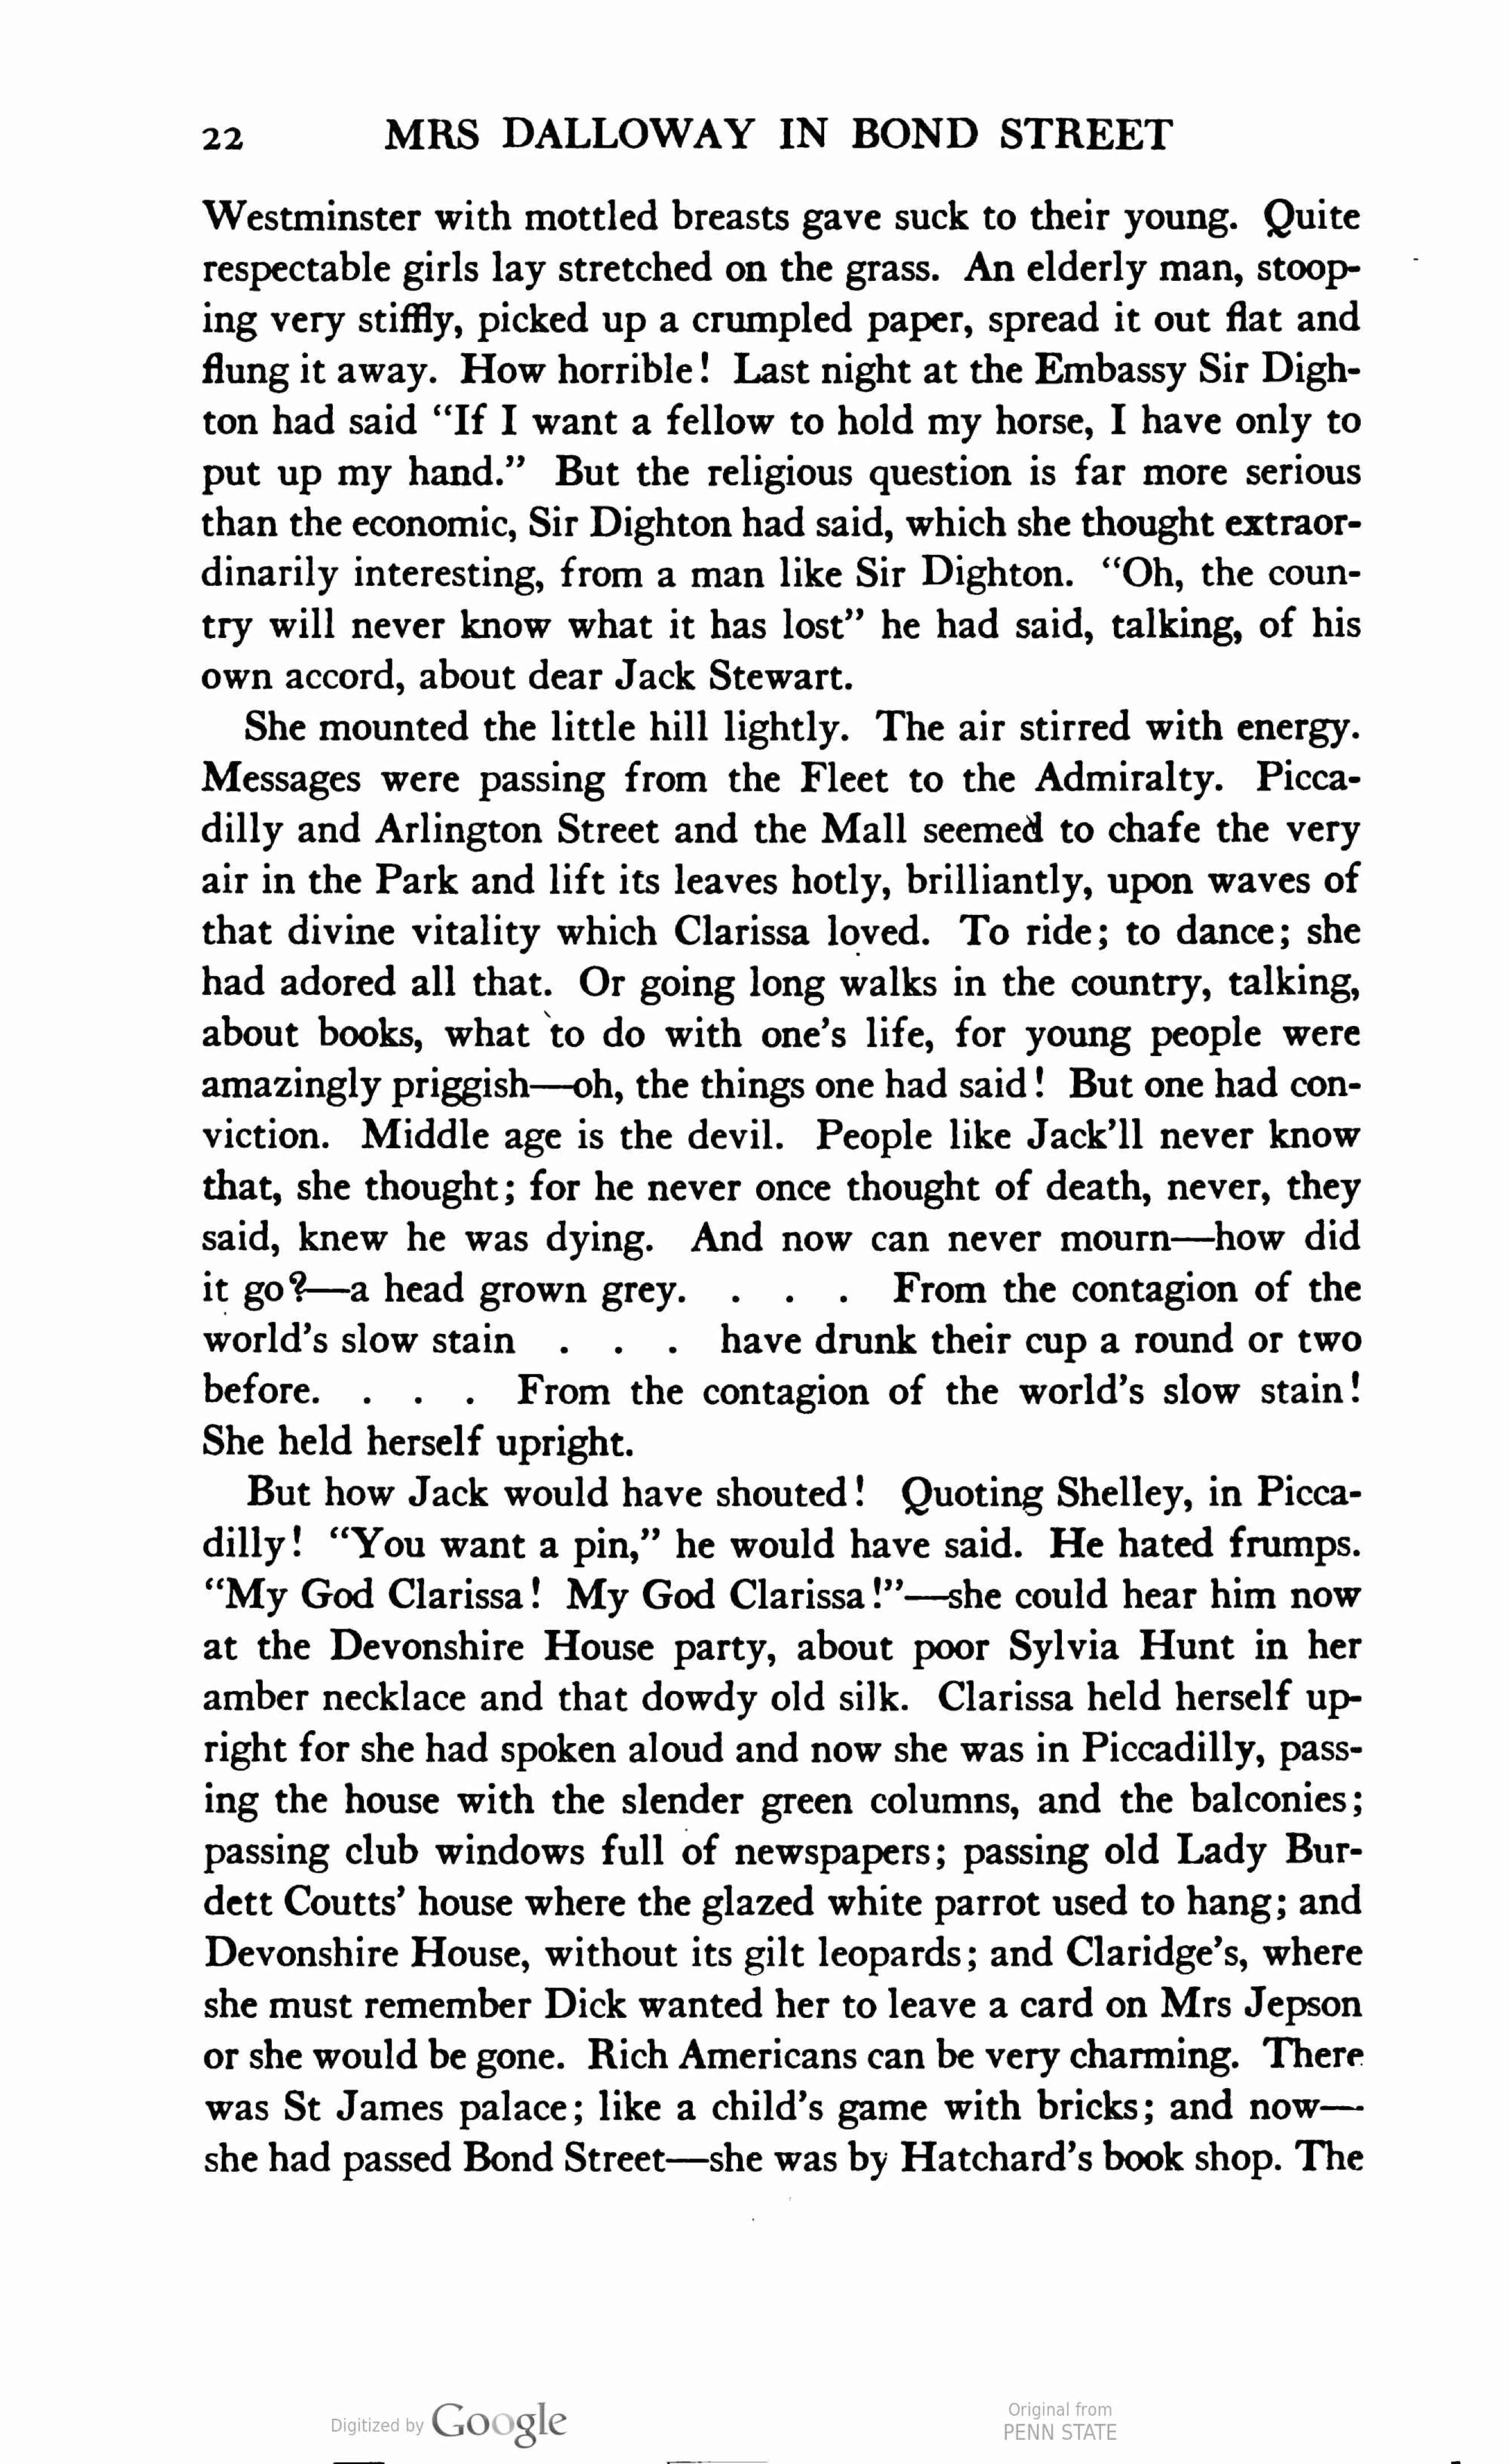 22 MRS DALLOWAY IN BOND STREET
Westminster with mottled breasts gave suck to their young. Quite
respectable girls lay stretched on the grass. An elderly man, stoop-
ing very stiffly, picked up a crumpled paper, spread it out flat and
flung it away. How horrible! Last night at the Embassy Sir Digh-
ton had said “If I want a fellow to hold my horse, I have only to
put up my hand.” But the religious question is far more serious
than the economic, Sir Dighton had said, which she thought extraor-
dinarily interesting, from a man like Sir Dighton. “Oh, the coun-
try will never know what it has lost” he had said, talking, of his
own accord, about dear Jack Stewart.
She mounted the little hill lightly. The air stirred with energy.
Messages were passing from the Fleet to the Admiralty. Picca-
dilly and Arlington Street and the Mall seemed to chafe the very
air in the Park and lift its leaves hotly, brilliantly, upon waves of
that divine vitality which Clarissa loved. To ride; to dance; she
had adored all that. Or going long walks in the country, talking,
about books, what to do with one’s life, for young people were
amazingly priggish—oh, the things one had said! But one had con-
viction. Middle age is the devil. People like Jack’ll never know
that, she thought; for he never once thought of death, never, they
said, knew he was dying. And now can never mourn—how did
it go?—a head grown grey. . . . From the contagion of the
world’s slow stain . . . have drunk their cup a round or two
before. . . . From the contagion of the world’s slow stain!
She held herself upright.
But how Jack would have shouted! Quoting Shelley, in Picca-
dilly! “You want a pin,” he would have said. He hated frumps.
“My God Clarissa! My God Clarissa!”—she could hear him now
at the Devonshire House party, about poor Sylvia Hunt in her
amber necklace and that dowdy old silk. Clarissa held herself up-
right for she had spoken aloud and now she was in Piccadilly, pass-
ing the house with the slender green columns, and the balconies;
passing club windows full of newspapers; passing old Lady Bur-
dett Coutts’ house where the glazed white parrot used to hang; and
Devonshire House, without its gilt leopards; and Claridge’s, where
she must remember Dick wanted her to leave a card on Mrs Jepson
or she would be gone. Rich Americans can be very charming. There
was St James palace; like a child’s game with bricks; and now—
she had passed Bond Street—she was by Hatchard’s book shop. The
Digitized by Google
Original from
PENN STATE